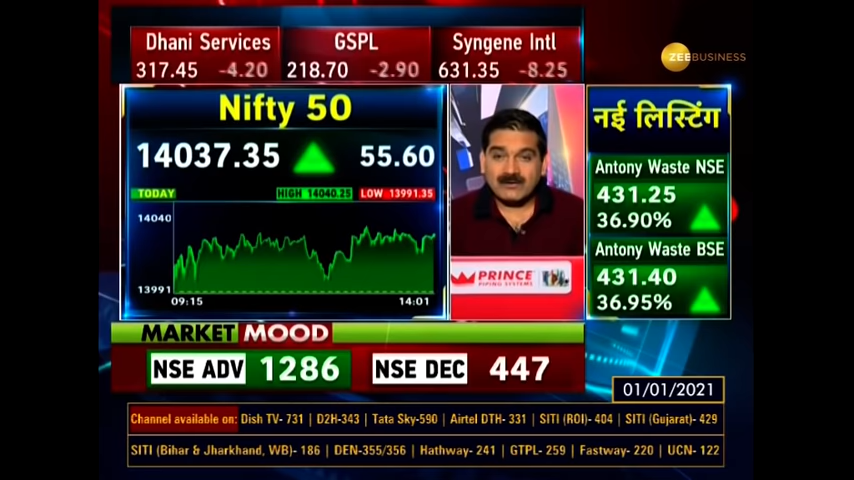 Dhani Services
317.45 -4.20
GSPL
218.70 -2.90
Syngene Intl
631.35 -8.25
ZEE BUSINESS
Nifty 50
14037.35 55.60
TODAY HIGH 14040.25 LOW 13991.35
14040
13991
09:15 14:01
PRINCE
PIPING SYSTEMS
नई लिस्टिंग
Antony Waste NSE
431.25
36.90%
Antony Waste BSE
431.40
36.95%
MARKET MOOD
NSE ADV 1286 NSE DEC 447
01/01/2021
Channel available on: Dish TV- 731 | D2H-343 | Tata Sky-590 | Airtel DTH- 331 | SITI (ROI)- 404 | SITI (Gujarat)- 429
SITI (Bihar & Jharkhand, WB)- 186 | DEN-355/356 | Hathway- 241 | GTPL- 259 | Fastway- 220 | UCN- 122